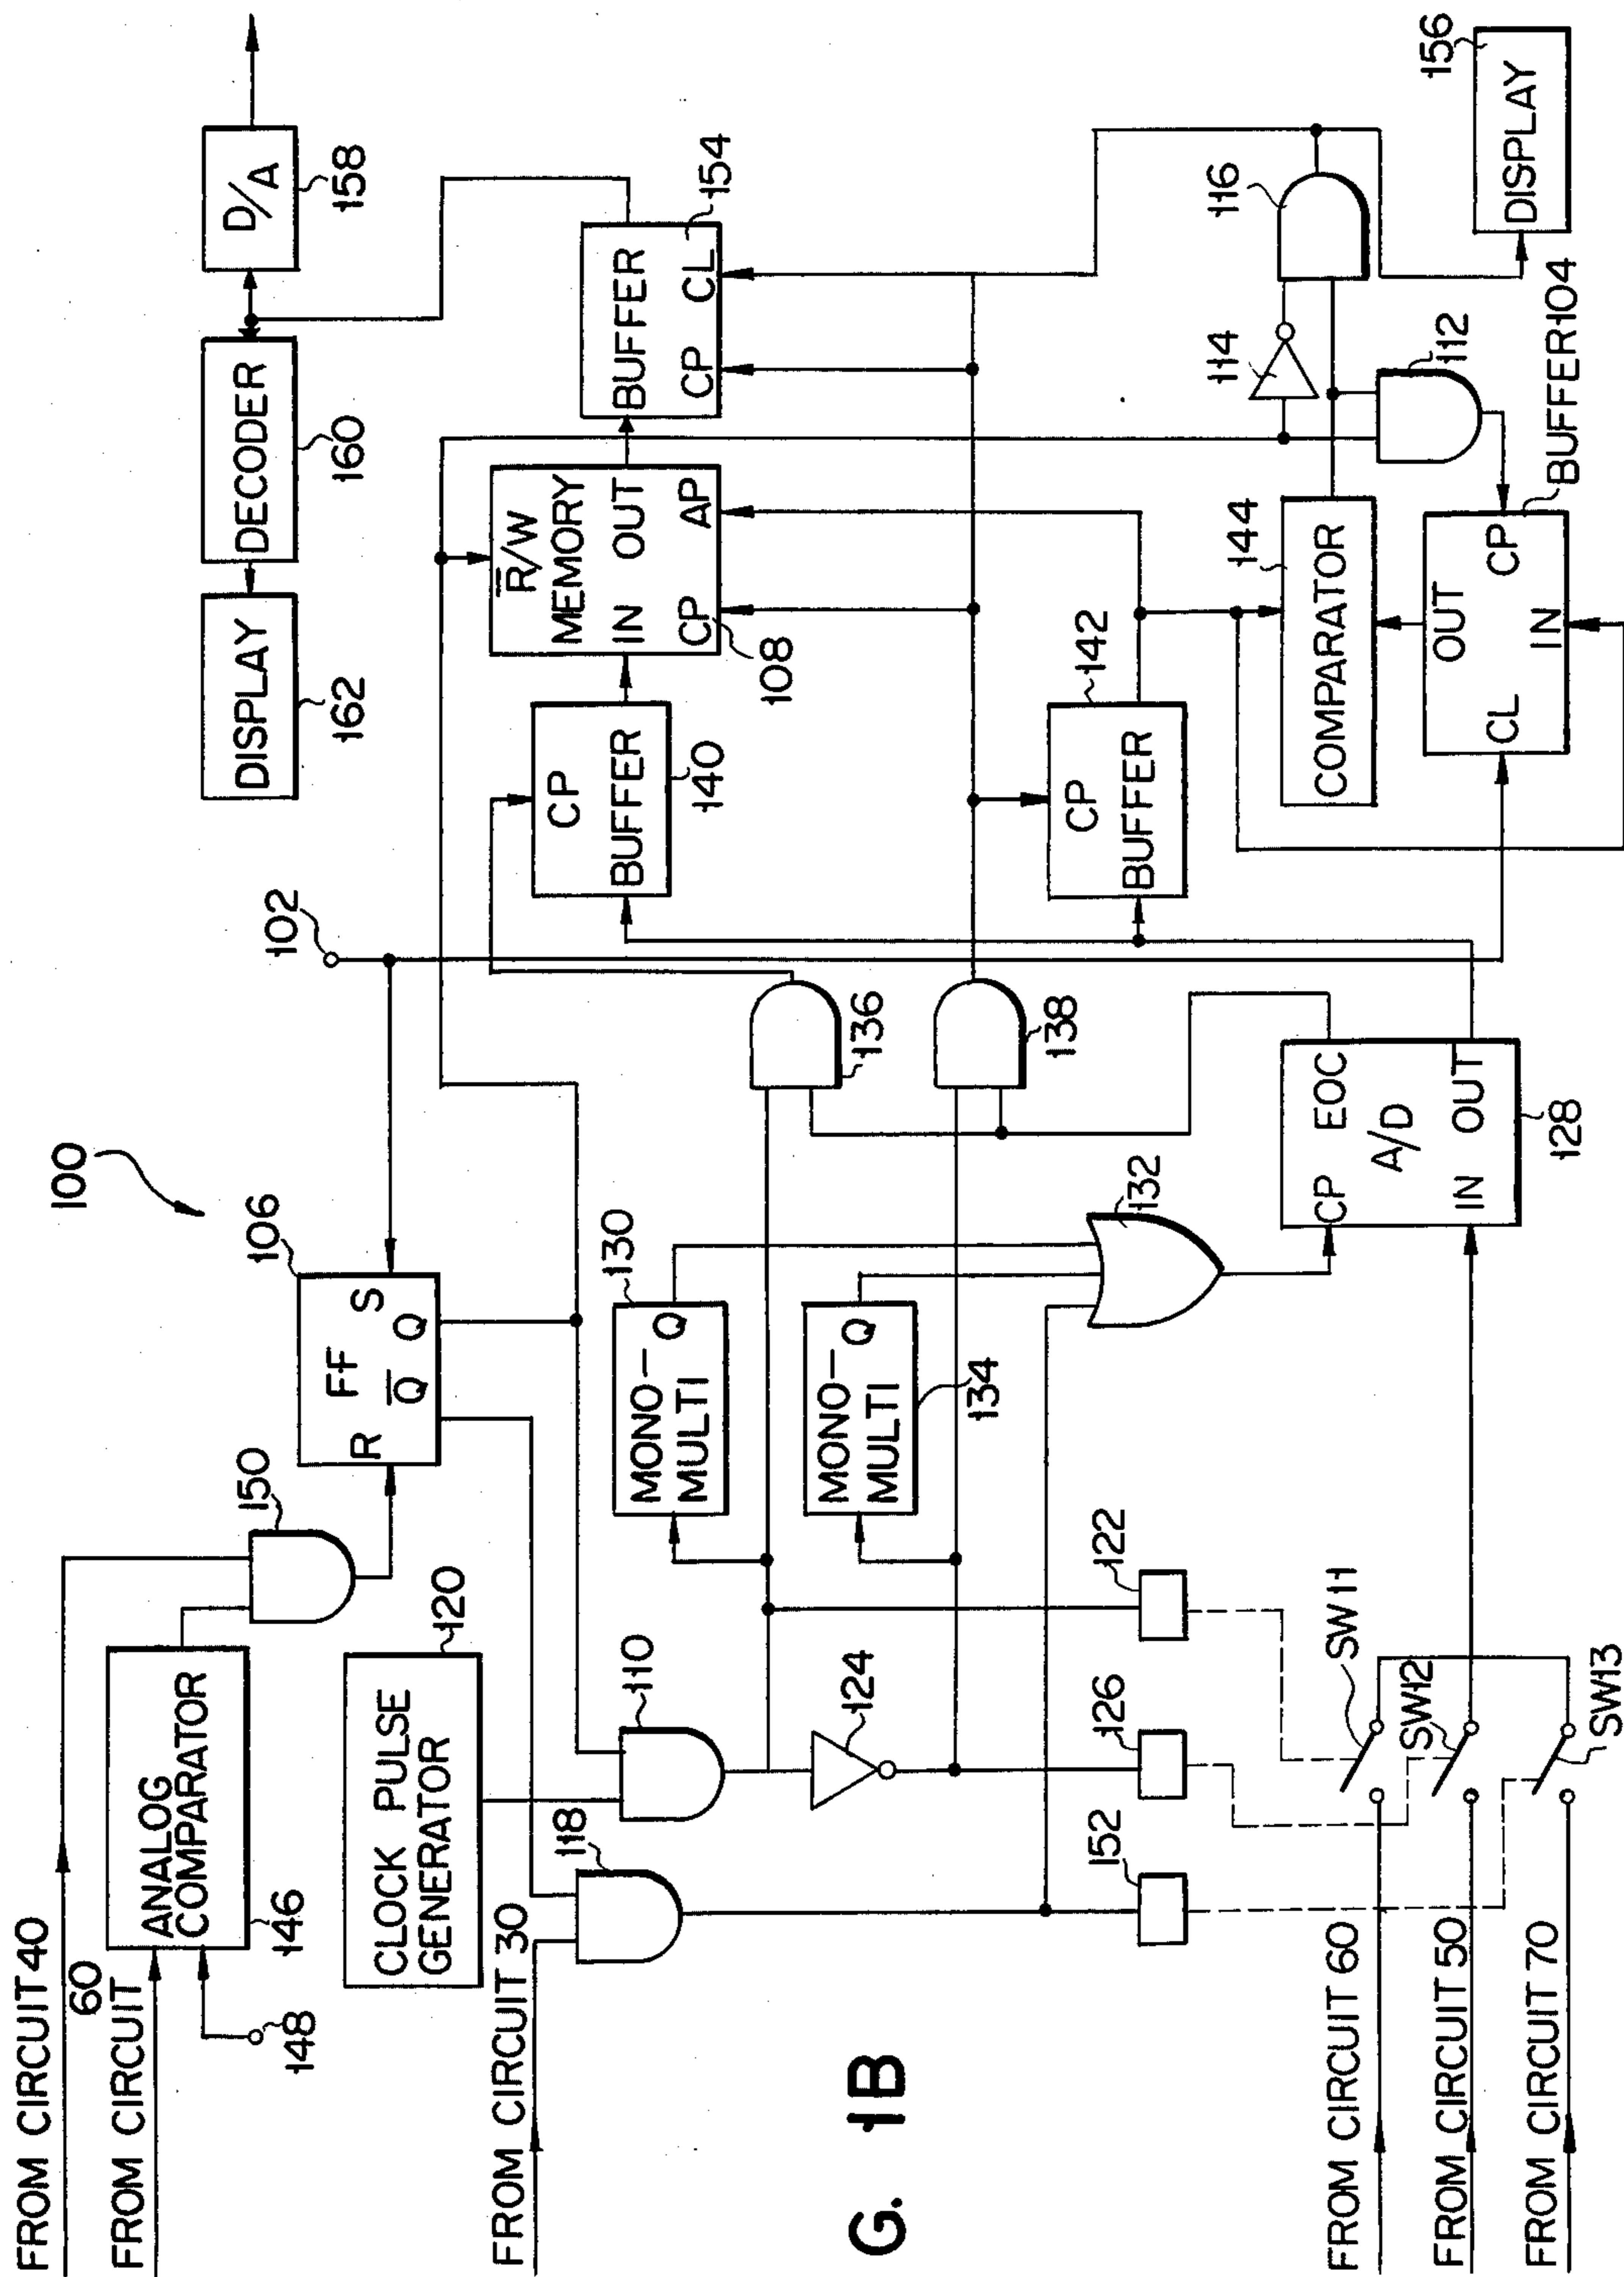 FROM CIRCUIT 40
60
FROM CIRCUIT
148
ANALOG
COMPARATOR
146
150
100
102
106
R FF S
Q̅ Q
DISPLAY
162
DECODER
160
D/A
158
CLOCK PULSE
GENERATOR
120
FROM CIRCUIT 30
118
110
MONO-
MULTI
Q
130
136
CP
BUFFER
140
R̅/W
MEMORY
IN OUT
CP AP
108
BUFFER
CP CL
154
124
MONO-
MULTI
Q
134
138
CP
BUFFER
142
G. 1B
152
126
122
132
114
116
112
COMPARATOR
144
FROM CIRCUIT 60
SW11
FROM CIRCUIT 50
SW12
FROM CIRCUIT 70
SW13
CP EOC
A/D
IN OUT
128
OUT
CL CP
IN
BUFFER104
DISPLAY
156